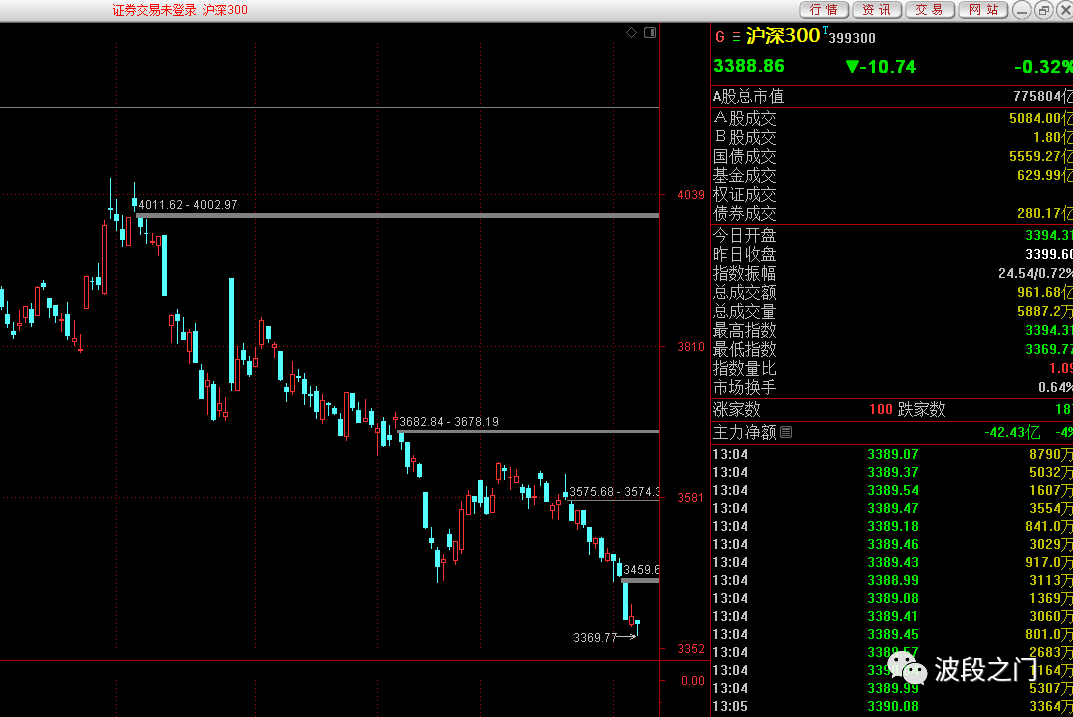 证券交易未登录 沪深300
行情 资讯 交易 网站
4011.62 - 4002.97
3682.84 - 3678.19
3575.68 - 3574.3
3459.6
3369.77
4039
3810
3581
3352
0.00
G 沪深300 T 399300
3388.86 ▼-10.74 -0.32%
A股总市值 775804亿
A股成交 5084.00亿
B股成交 1.80亿
国债成交 5559.27亿
基金成交 629.99亿
权证成交
债券成交 280.17亿
今日开盘 3394.31
昨日收盘 3399.60
指数振幅 24.54/0.72%
总成交额 961.68亿
总成交量 5887.2万
最高指数 3394.31
最低指数 3369.77
指数量比 1.09
市场换手 0.64%
涨家数 100 跌家数 18
主力净额 -42.43亿 -4%
13:04 3389.07 8790万
13:04 3389.37 5032万
13:04 3389.54 1607万
13:04 3389.47 3554万
13:04 3389.18 841.0万
13:04 3389.46 3029万
13:04 3389.43 917.0万
13:04 3388.99 3113万
13:04 3389.08 1369万
13:04 3389.41 3060万
13:04 3389.45 801.0万
13:04 3389.57 2683万
13:04 1164万
13:04 3389.99 5307万
13:05 3390.08 3364万
波段之门